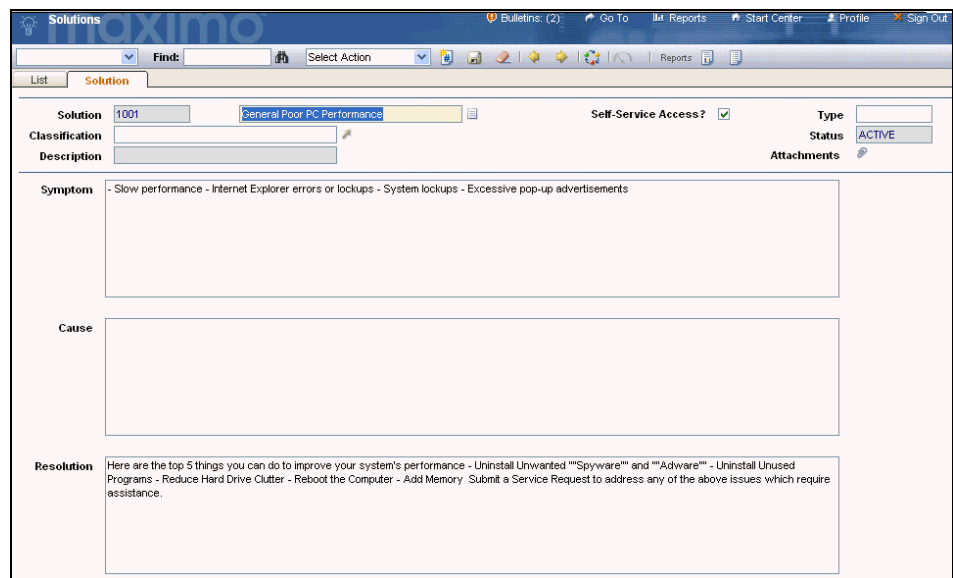 Solutions
maximo
Bulletins: (2) Go To Reports Start Center Profile Sign Out
Find: Select Action Reports
List Solution
Solution 1001 General Poor PC Performance Self-Service Access? Type
Classification Status ACTIVE
Description Attachments
Symptom - Slow performance - Internet Explorer errors or lockups - System lockups - Excessive pop-up advertisements
Cause
Resolution Here are the top 5 things you can do to improve your system's performance - Uninstall Unwanted ""Spyware"" and ""Adware"" - Uninstall Unused
Programs - Reduce Hard Drive Clutter - Reboot the Computer - Add Memory Submit a Service Request to address any of the above issues which require
assistance.